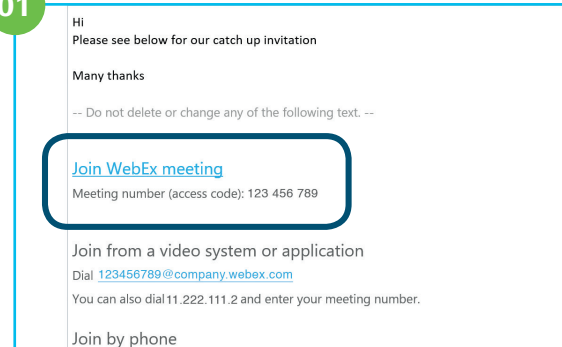 01
Hi
Please see below for our catch up invitation
Many thanks
-- Do not delete or change any of the following text. --
Join WebEx meeting
Meeting number (access code): 123 456 789
Join from a video system or application
Dial 123456789@company.webex.com
You can also dial 11.222.111.2 and enter your meeting number.
Join by phone